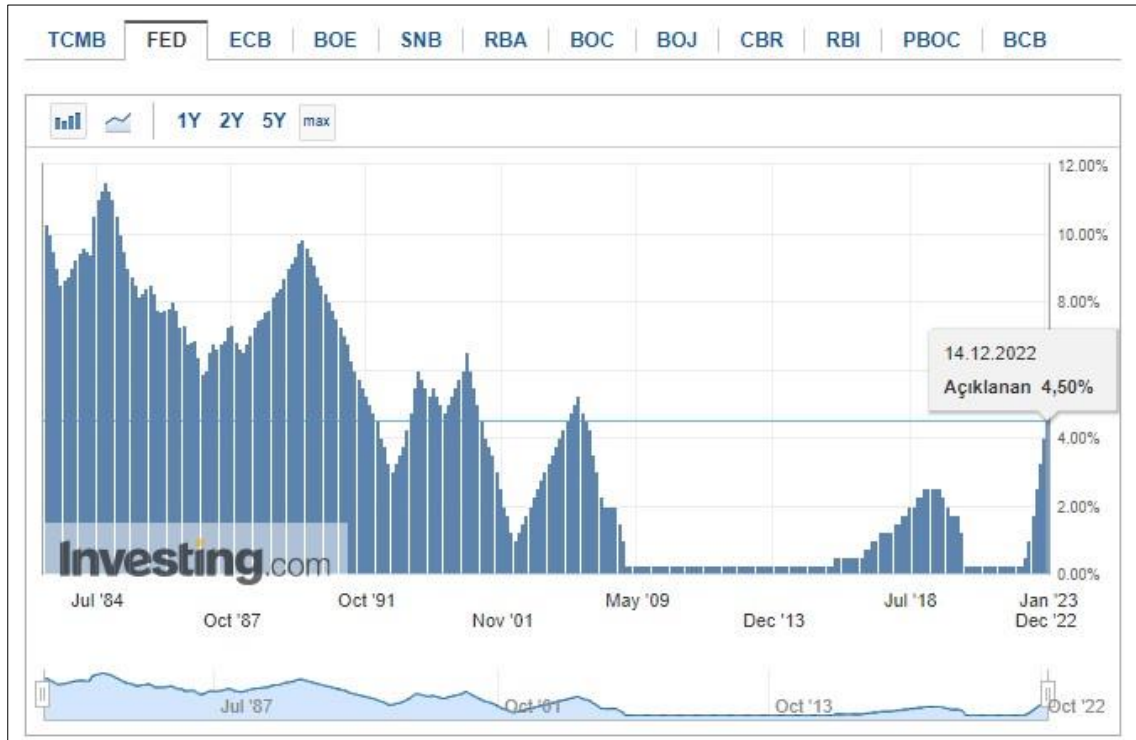 TCMB FED ECB BOE SNB RBA BOC BOJ CBR RBI PBOC BCB
1Y 2Y 5Y max
12.00%
10.00%
8.00%
14.12.2022
Açıklanan 4,50%
4.00%
2.00%
0.00%
Investing.com
Jul '84 Oct '91 May '09 Jul '18 Jan '23
Oct '87 Nov '01 Dec '13 Dec '22
Jul '87 Oct '01 Oct '13 Oct '22